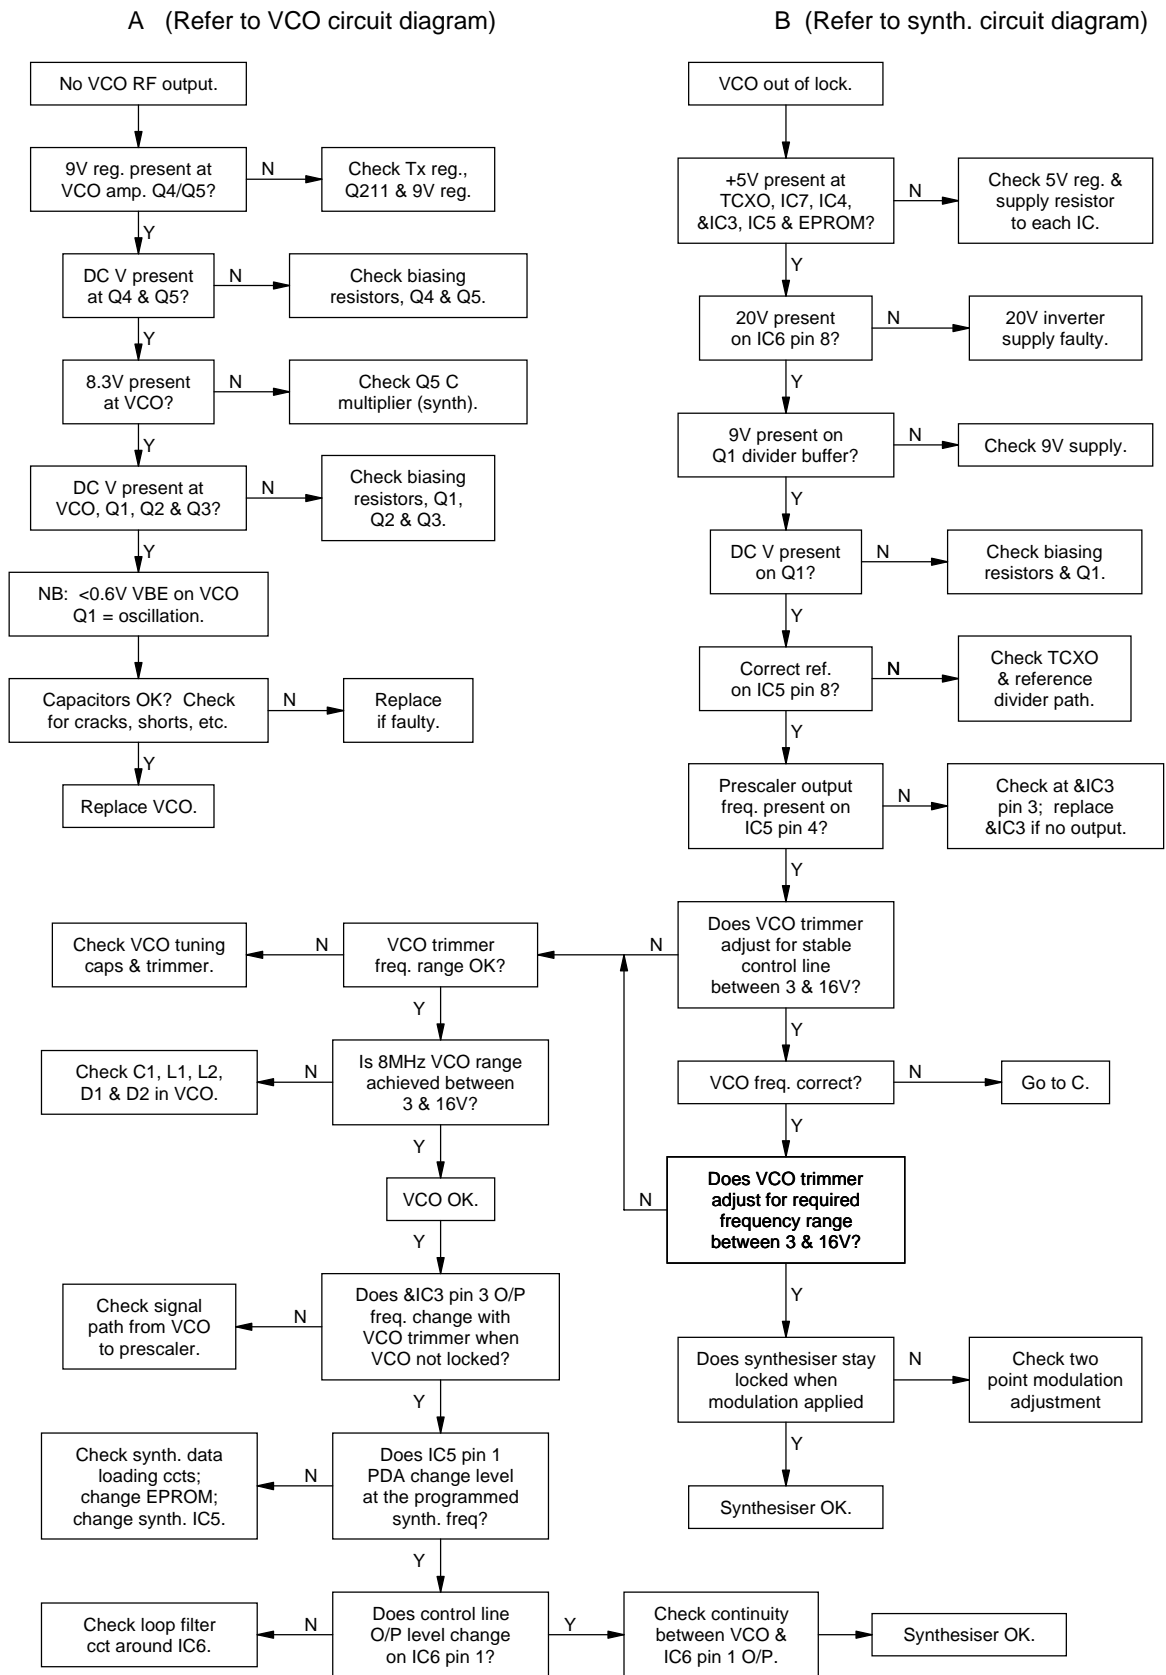 A (Refer to VCO circuit diagram)
No VCO RF output.
9V reg. present at
VCO amp. Q4/Q5?
N
Check Tx reg.,
Q211 & 9V reg.
Y
DC V present
at Q4 & Q5?
N
Check biasing
resistors, Q4 & Q5.
Y
8.3V present
at VCO?
N
Check Q5 C
multiplier (synth).
Y
DC V present at
VCO, Q1, Q2 & Q3?
N
Check biasing
resistors, Q1,
Q2 & Q3.
Y
NB: <0.6V VBE on VCO
Q1 = oscillation.
Capacitors OK? Check
for cracks, shorts, etc.
N
Replace
if faulty.
Y
Replace VCO.
B (Refer to synth. circuit diagram)
VCO out of lock.
+5V present at
TCXO, IC7, IC4,
&IC3, IC5 & EPROM?
N
Check 5V reg. &
supply resistor
to each IC.
Y
20V present
on IC6 pin 8?
N
20V inverter
supply faulty.
Y
9V present on
Q1 divider buffer?
N
Check 9V supply.
Y
DC V present
on Q1?
N
Check biasing
resistors & Q1.
Y
Correct ref.
on IC5 pin 8?
N
Check TCXO
& reference
divider path.
Y
Prescaler output
freq. present on
IC5 pin 4?
N
Check at &IC3
pin 3; replace
&IC3 if no output.
Y
Does VCO trimmer
adjust for stable
control line
between 3 & 16V?
N
Y
VCO freq. correct?
N
Go to C.
Y
Does VCO trimmer
adjust for required
frequency range
between 3 & 16V?
N
Y
Does synthesiser stay
locked when
modulation applied
N
Check two
point modulation
adjustment
Y
Synthesiser OK.
VCO trimmer
freq. range OK?
N
Check VCO tuning
caps & trimmer.
Y
Is 8MHz VCO range
achieved between
3 & 16V?
N
Check C1, L1, L2,
D1 & D2 in VCO.
Y
VCO OK.
Y
Does &IC3 pin 3 O/P
freq. change with
VCO trimmer when
VCO not locked?
N
Check signal
path from VCO
to prescaler.
Y
Does IC5 pin 1
PDA change level
at the programmed
synth. freq?
N
Check synth. data
loading ccts;
change EPROM;
change synth. IC5.
Y
Does control line
O/P level change
on IC6 pin 1?
N
Check loop filter
cct around IC6.
Y
Check continuity
between VCO &
IC6 pin 1 O/P.
Synthesiser OK.